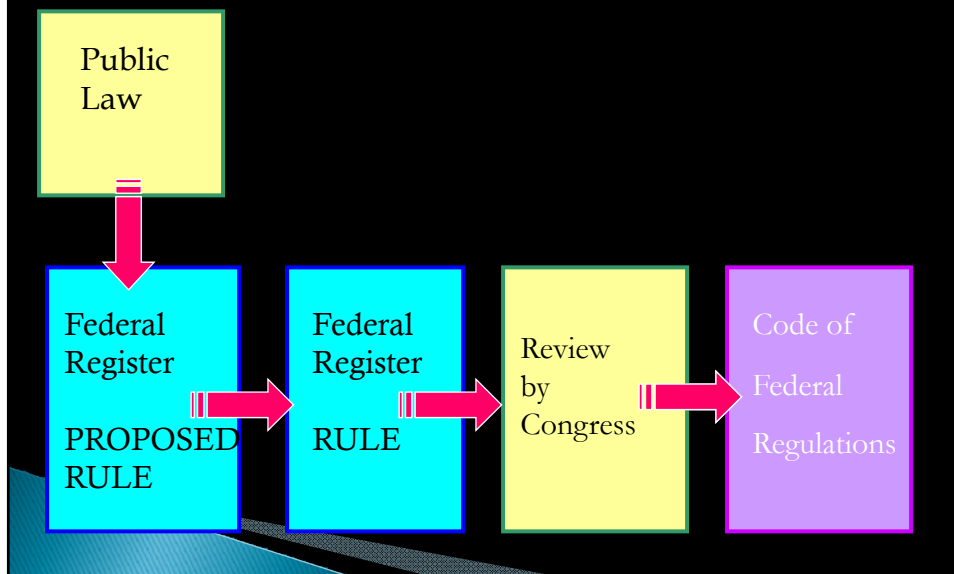 Public
Law
Federal
Register
PROPOSED
RULE
Federal
Register
RULE
Review
by
Congress
Code of
Federal
Regulations